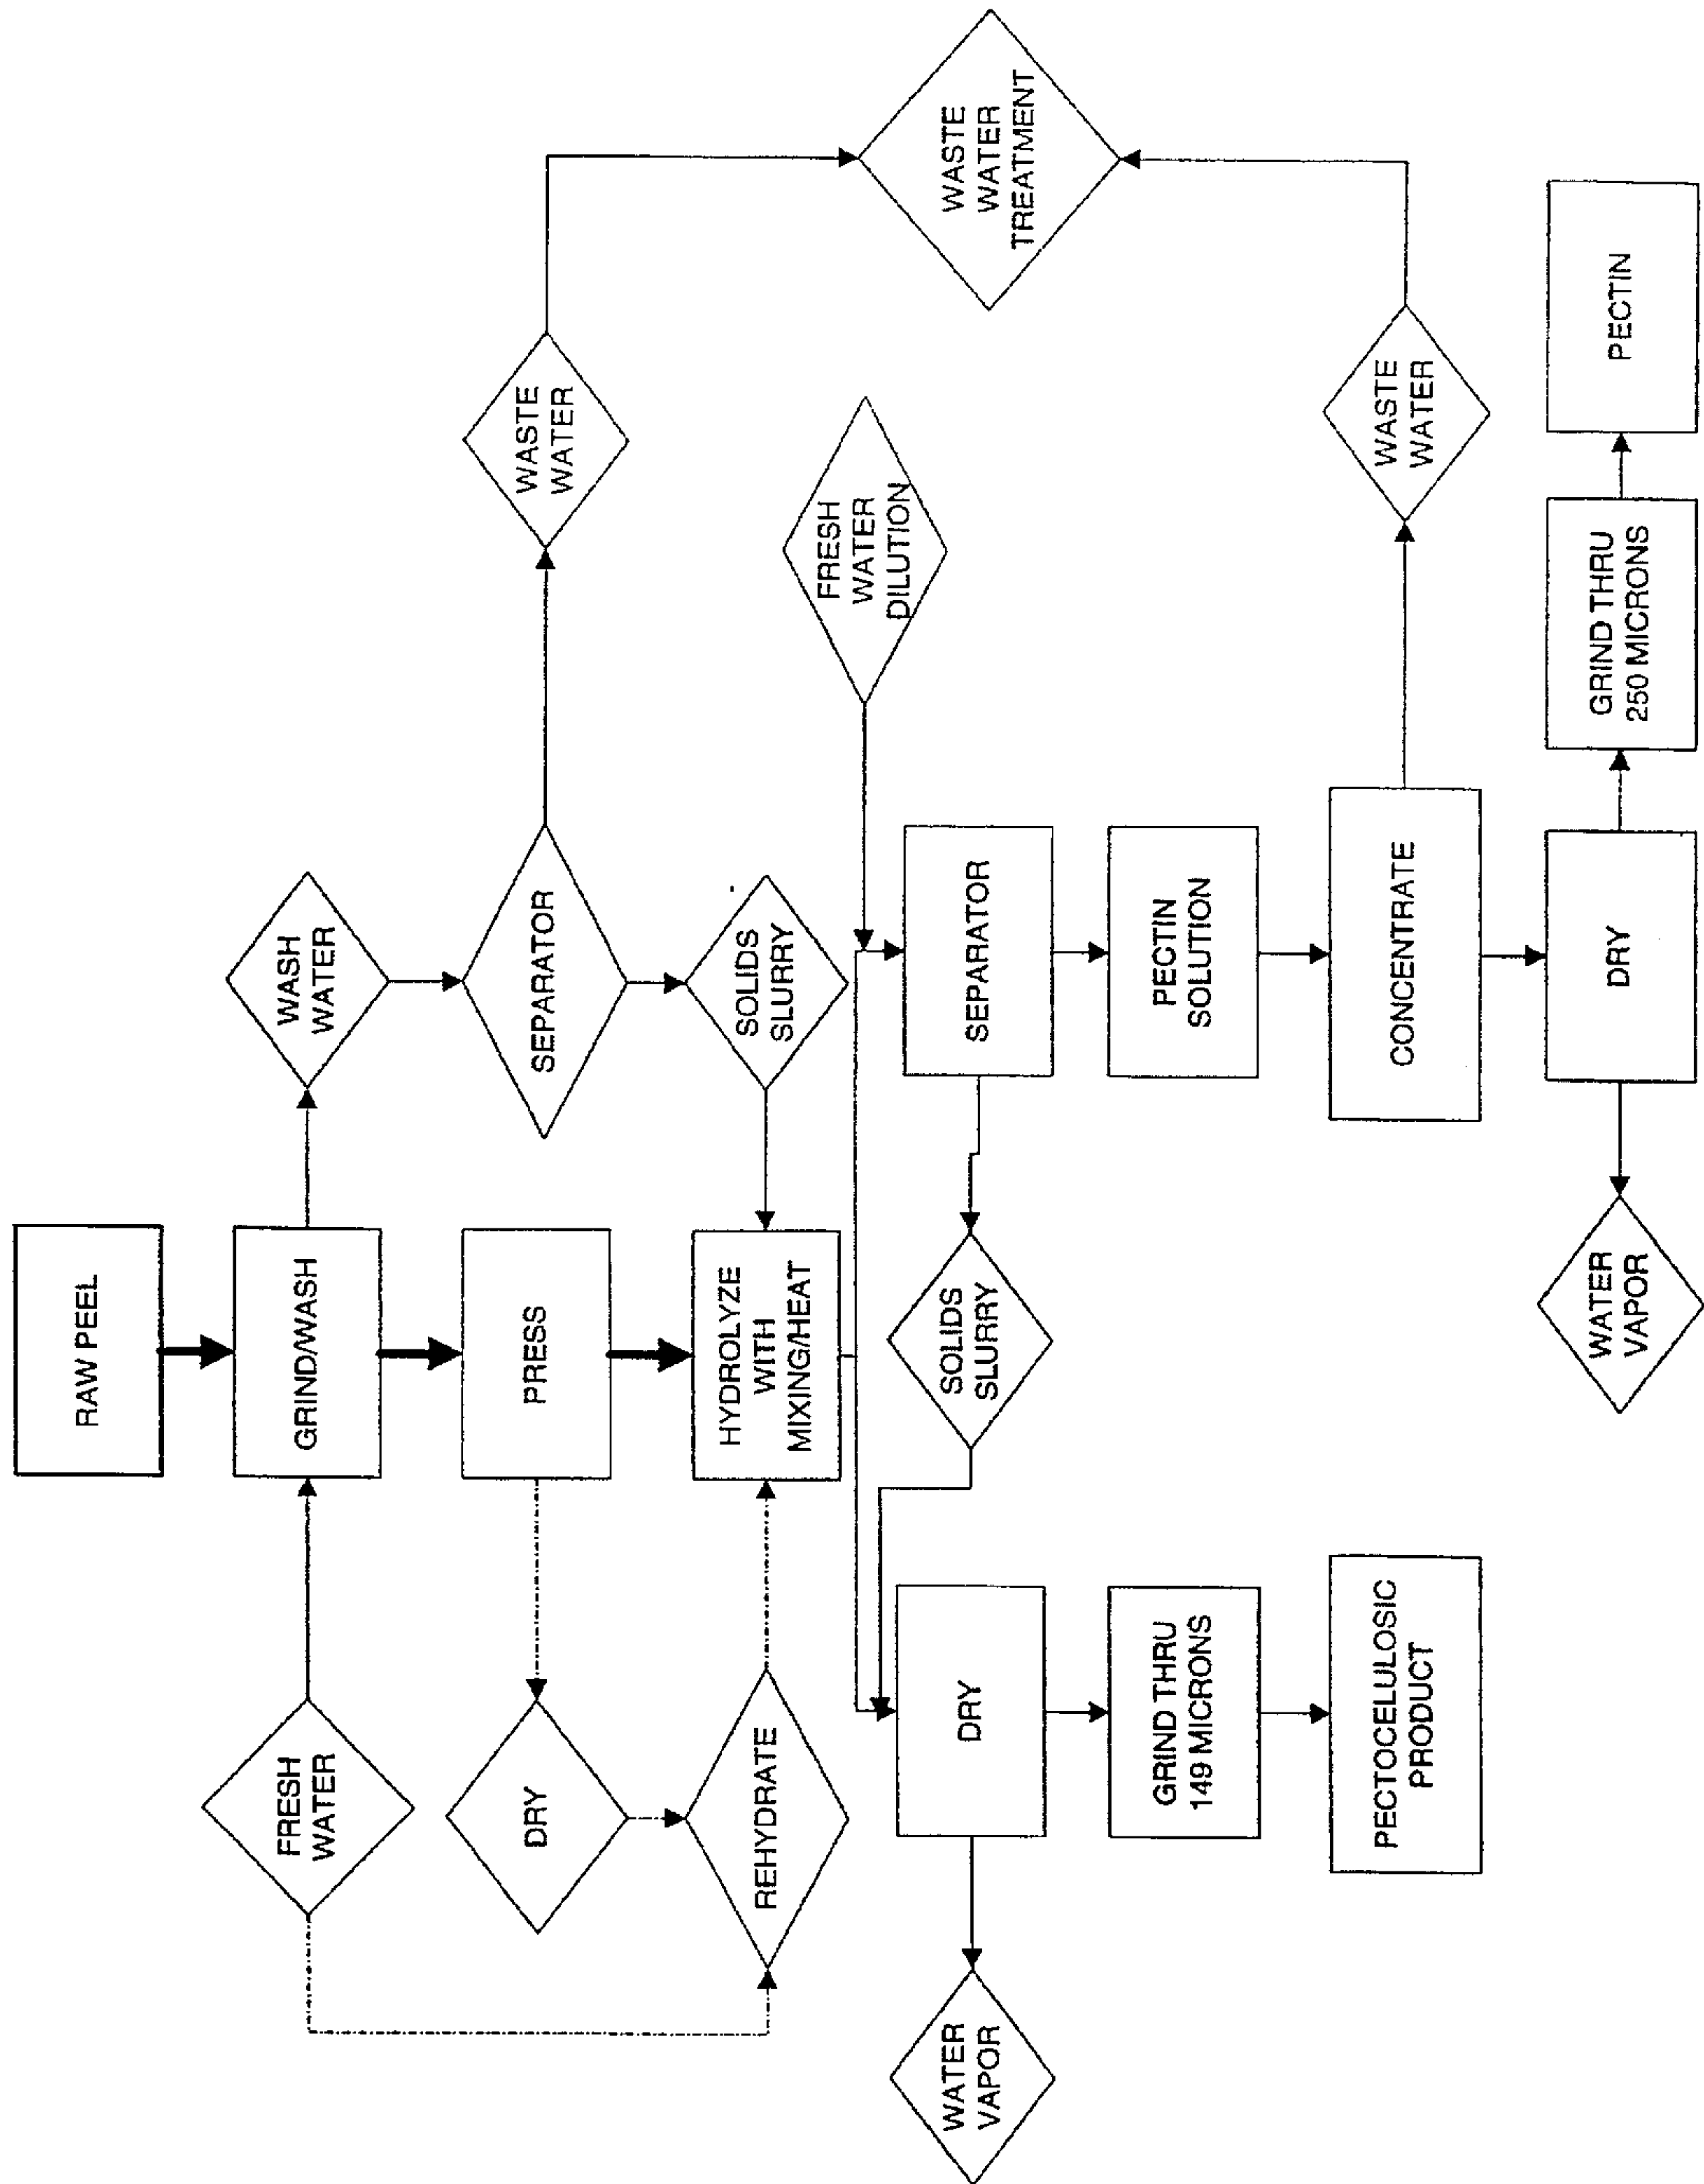 RAW PEEL
FRESH
WATER
GRIND/WASH
WASH
WATER
DRY
PRESS
SEPARATOR
WASTE
WATER
REHYDRATE
HYDROLYZE
WITH
MIXING/HEAT
SOLIDS
SLURRY
FRESH
WATER
DILUTION
WASTE
WATER
TREATMENT
WATER
VAPOR
DRY
SOLIDS
SLURRY
SEPARATOR
GRIND THRU
149 MICRONS
PECTIN
SOLUTION
PECTOCELULOSIC
PRODUCT
CONCENTRATE
WASTE
WATER
WATER
VAPOR
DRY
GRIND THRU
250 MICRONS
PECTIN